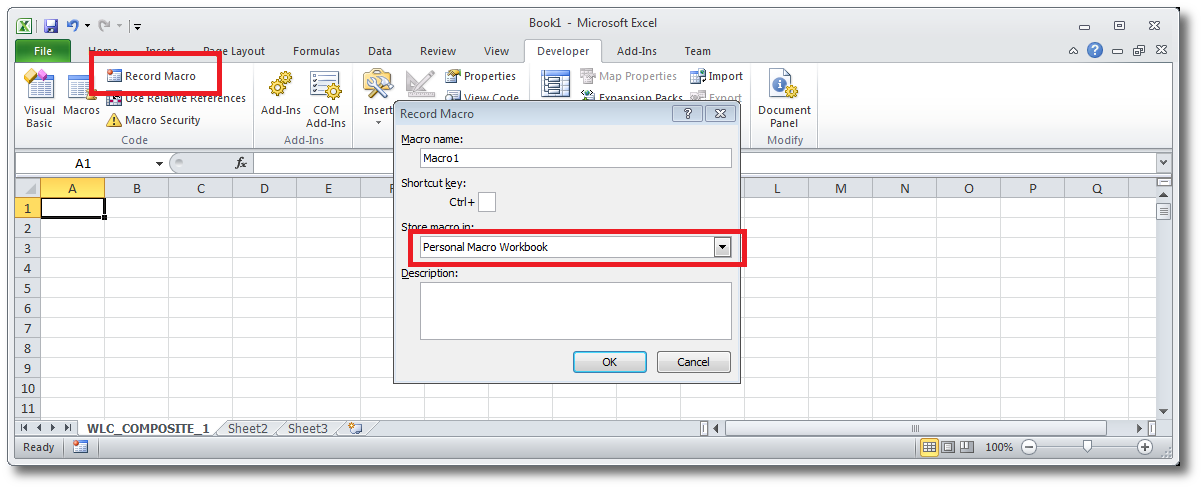 Book1 - Microsoft Excel
File Home Insert Page Layout Formulas Data Review View Developer Add-Ins Team
Record Macro Properties Map Properties Import
Use Relative References View Code Expansion Packs Export
Visual Basic Macros Macro Security Add-Ins COM Add-Ins Insert Document Panel
Code Add-Ins Modify
A1 fx
Record Macro
Macro name:
Macro1
Shortcut key:
Ctrl+
Store macro in:
Personal Macro Workbook
Description:
OK Cancel
A B C D E L M N O P Q
1
2
3
4
5
6
7
8
9
10
11
WLC_COMPOSITE_1 Sheet2 Sheet3
Ready 100%